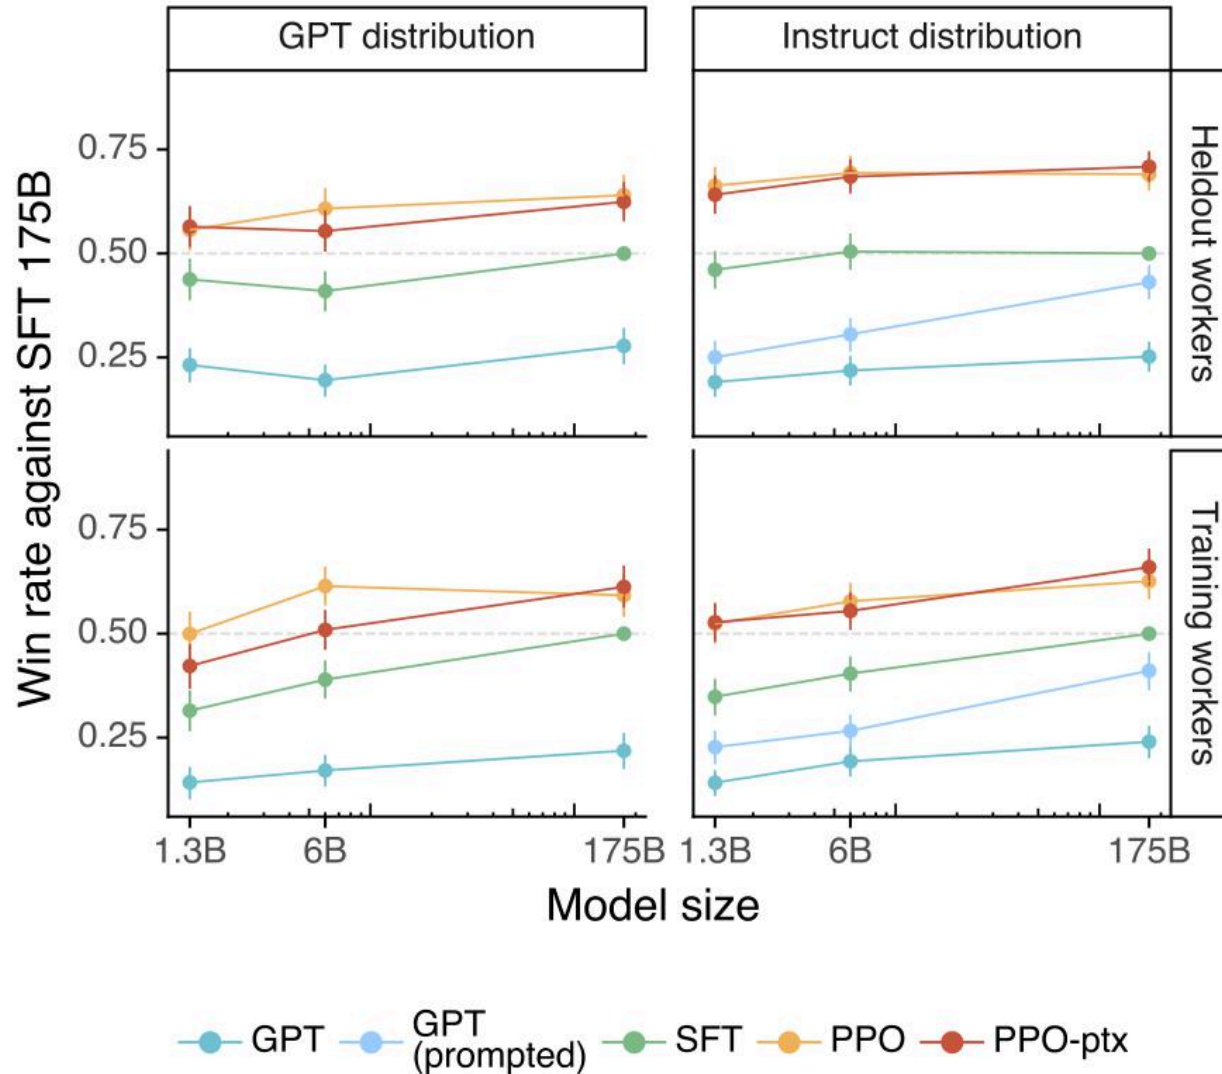 GPT distribution
Instruct distribution
Win rate against SFT 175B
0.75
0.50
0.25
Heldout workers
0.75
0.50
0.25
Training workers
1.3B 6B 175B
1.3B 6B 175B
Model size
GPT
GPT
(prompted)
SFT
PPO
PPO-ptx